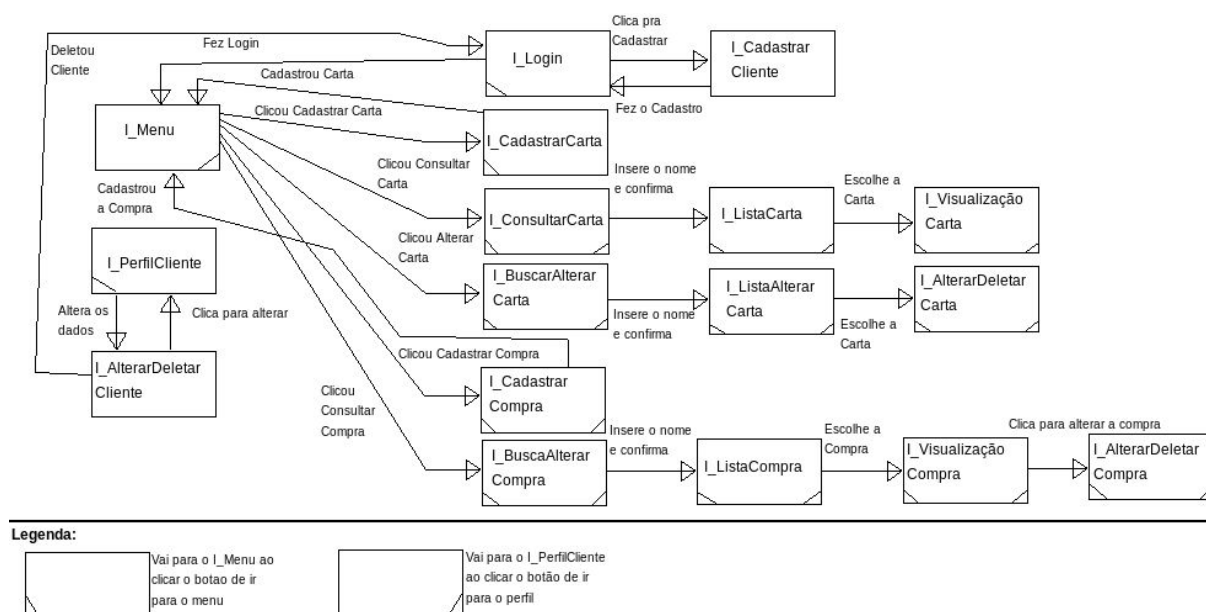 Deletou
Cliente
Fez Login
Clica pra
Cadastrar
I_Login
I_Cadastrar
Cliente
Cadastrou Carta
Fez o Cadastro
Clicou Cadastrar Carta
I_Menu
I_CadastrarCarta
Clicou Consultar
Carta
Insere o nome
e confirma
Escolhe a
Carta
Cadastrou
a Compra
I_ConsultarCarta
I_ListaCarta
I_Visualização
Carta
Clicou Alterar
Carta
I_PerfilCliente
I_BuscarAlterar
Carta
I_ListaAlterar
Carta
I_AlterarDeletar
Carta
Altera os
dados
Clica para alterar
Insere o nome
e confirma
Escolhe a
Carta
Clicou Cadastrar Compra
I_AlterarDeletar
Cliente
I_Cadastrar
Compra
Clicou
Consultar
Compra
Insere o nome
e confirma
Escolhe a
Compra
Clica para alterar a compra
I_BuscaAlterar
Compra
I_ListaCompra
I_Visualização
Compra
I_AlterarDeletar
Compra
Legenda:
Vai para o I_Menu ao
clicar o botao de ir
para o menu
Vai para o I_PerfilCliente
ao clicar o botão de ir
para o perfil